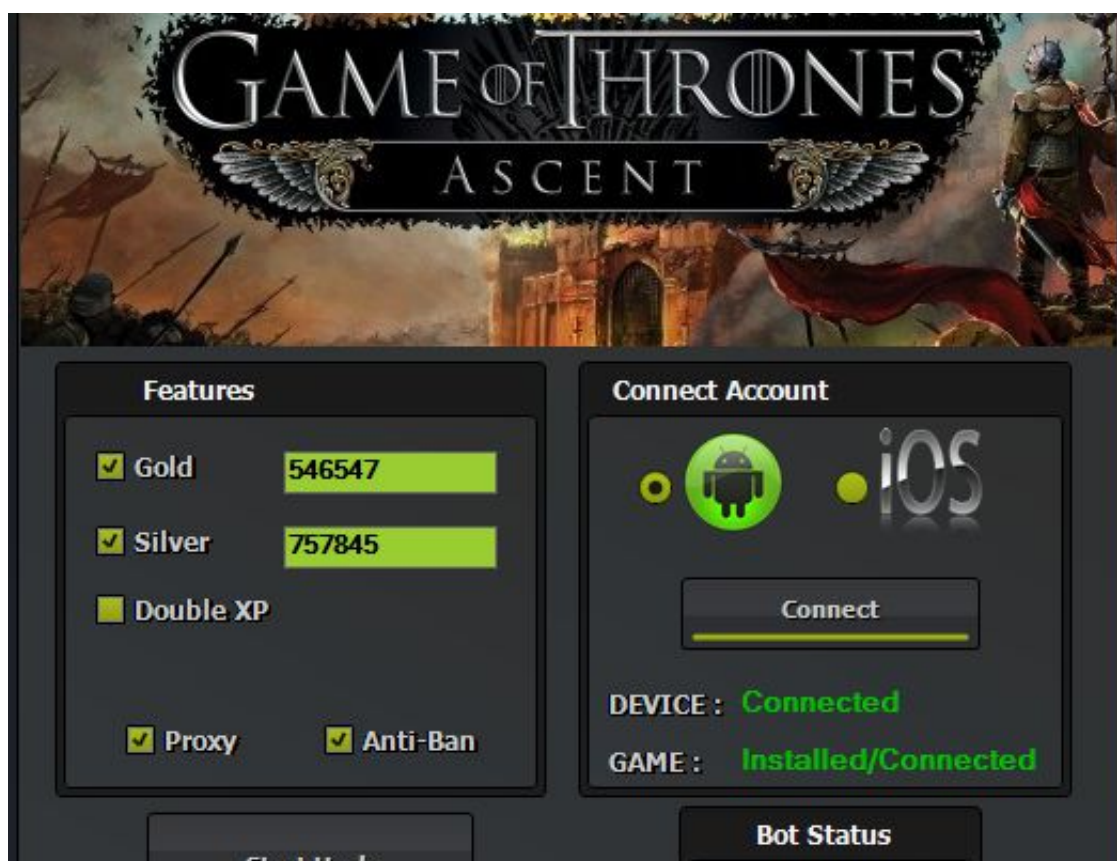 GAME OF THRONES
ASCENT
Features
Gold 546547
Silver 757845
Double XP
Proxy Anti-Ban
Connect Account
iOS
Connect
DEVICE : Connected
GAME : Installed/Connected
Bot Status